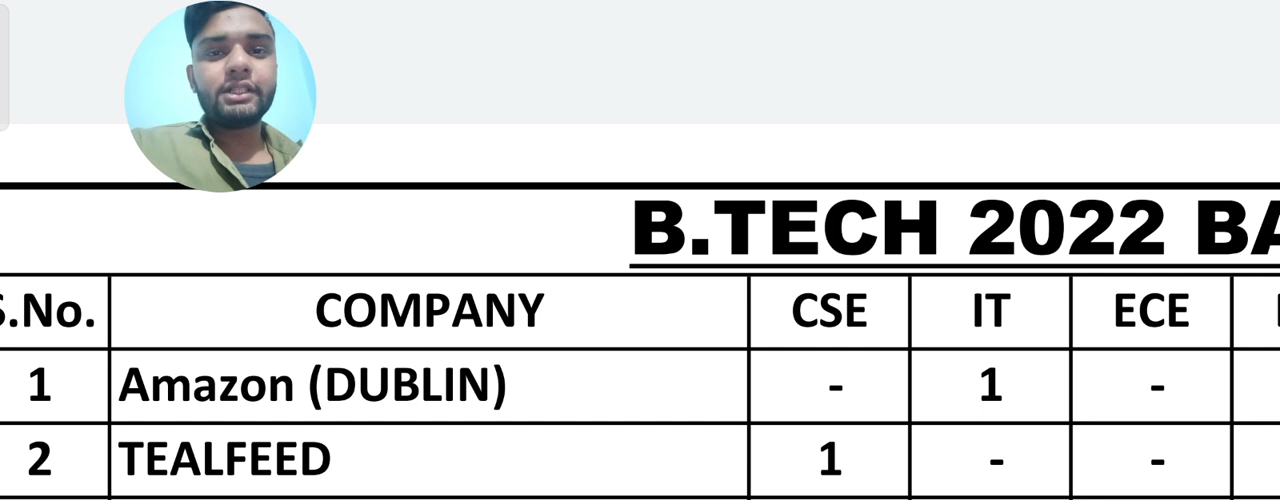 B.TECH 2022 BA
S.No. COMPANY CSE IT ECE
1 Amazon (DUBLIN) - 1 -
2 TEALFEED 1 - -